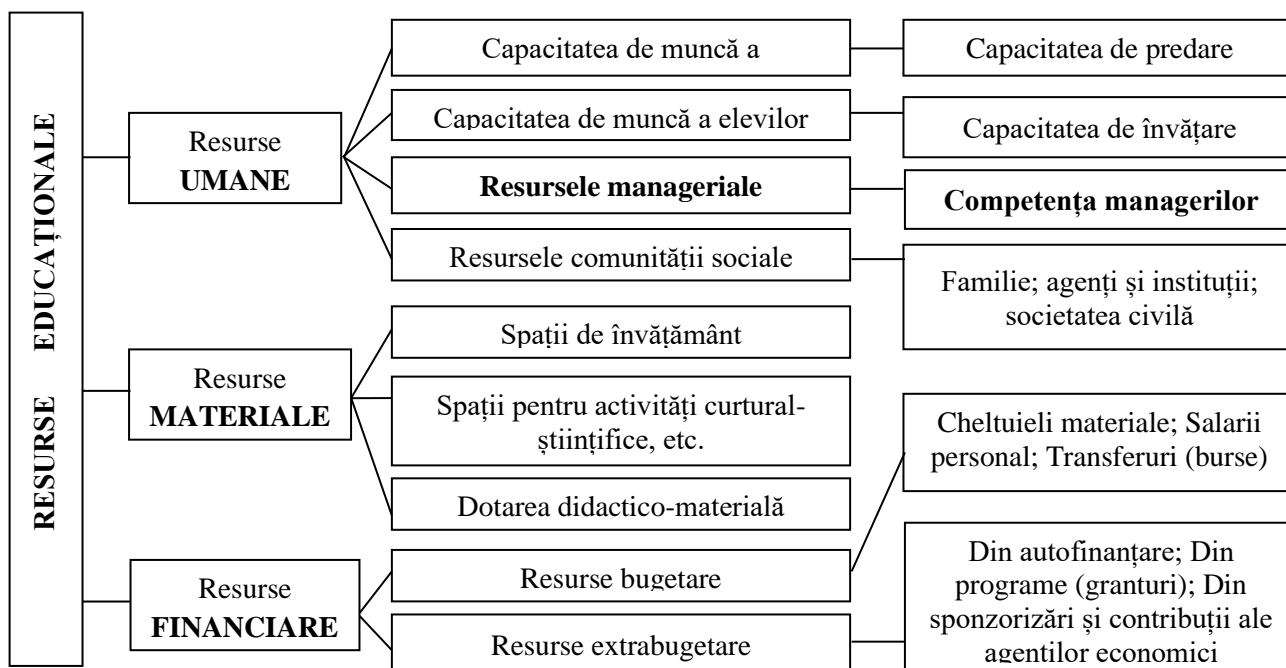 RESURSE EDUCAȚIONALE
Resurse
UMANE
Capacitatea de muncă a
Capacitatea de predare
Capacitatea de muncă a elevilor
Capacitatea de învățare
Resursele manageriale
Competența managerilor
Resursele comunității sociale
Familie; agenți și instituții;
societatea civilă
Resurse
MATERIALE
Spații de învățământ
Spații pentru activități curtural-
științifice, etc.
Dotarea didactico-materială
Resurse
FINANCIARE
Resurse bugetare
Cheltuieli materiale; Salarii
personal; Transferuri (burse)
Resurse extrabugetare
Din autofinanțare; Din
programe (granturi); Din
sponzorizări și contribuții ale
agenților economici